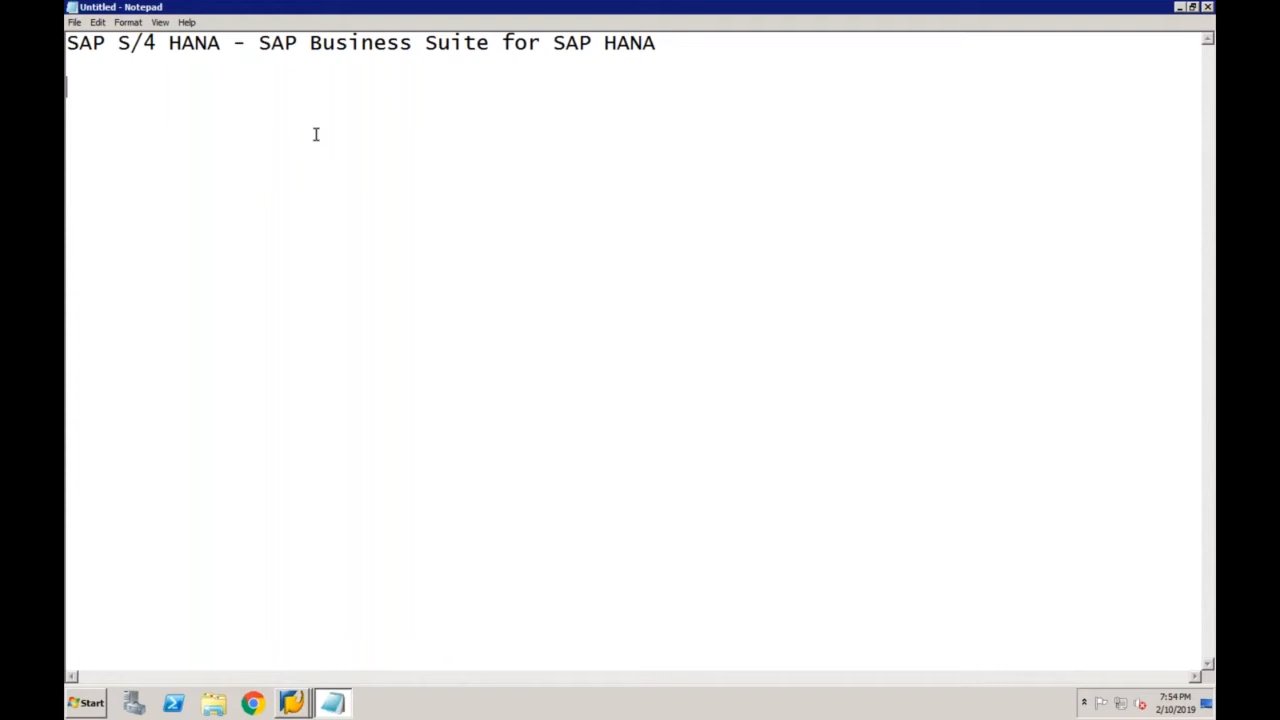 Untitled - Notepad
File Edit Format View Help
SAP S/4 HANA - SAP Business Suite for SAP HANA
Start
7:54 PM
2/10/2019